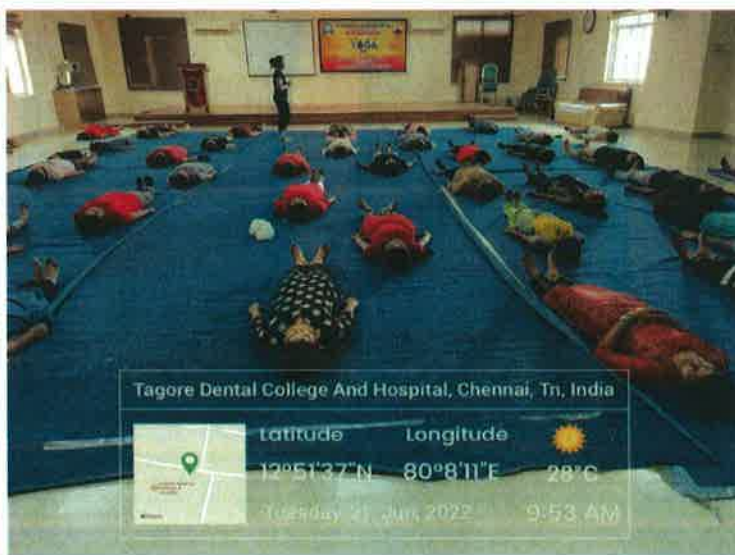 YOGA
Tagore Dental College And Hospital, Chennai, Tn, India
Latitude Longitude
12°51'37"N 80°8'11"E 28°C
Tuesday, 21 Jun, 2022 9:53 AM